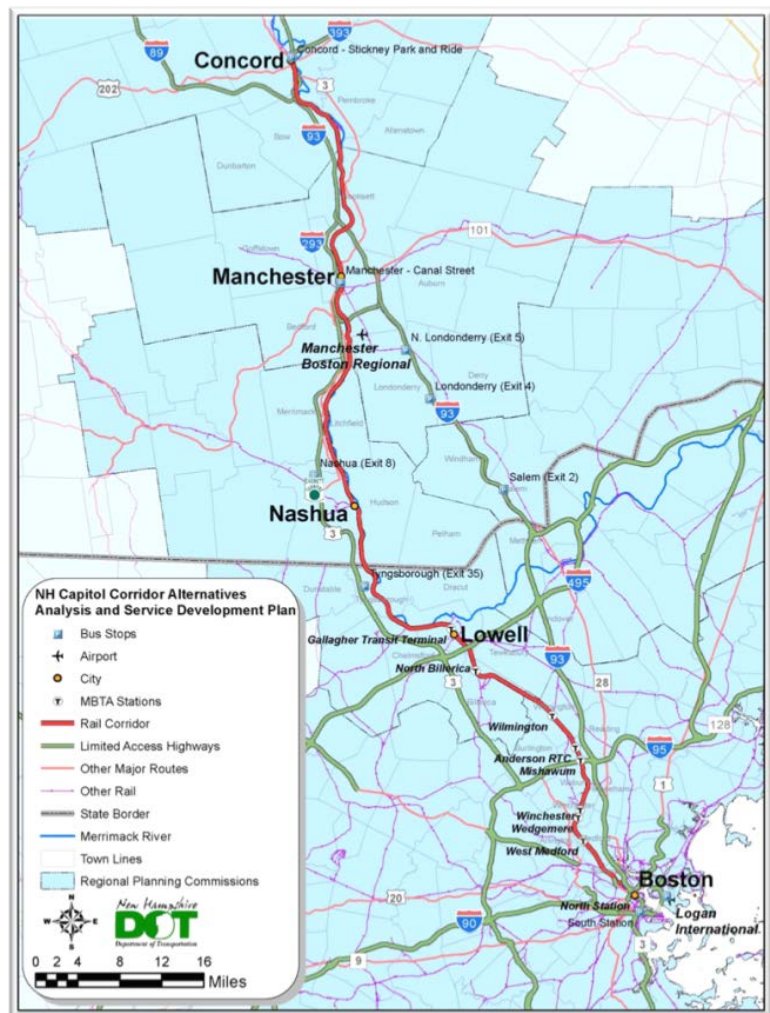 393
89
Concord
Concord - Stickney Park and Ride
202
3
Pembroke
Allenstown
93
Bow
Dunbarton
Hooksett
101
293
Goffstown
Manchester
Manchester - Canal Street
Auburn
Bedford
Manchester
Boston Regional
N. Londonderry (Exit 5)
Derry
Londonderry
Londonderry (Exit 4)
93
Merrimack
Litchfield
Windham
Nashua (Exit 8)
Salem (Exit 2)
Salem
Nashua
Hudson
3
Pelham
Tyngsborough (Exit 35)
Dunstable
Dracut
495
Lowell
Gallagher Transit Terminal
Andover
Chelmsford
Tewksbury
North Billerica
93
3
28
Billerica
Wilmington
Wilmington
Reading
128
Burlington
95
Anderson RTC
Mishawum
1
Winchester
Wedgemere
West Medford
Boston
20
North Station
Logan
International
South Station
90
3
9
NH Capitol Corridor Alternatives
Analysis and Service Development Plan
Bus Stops
Airport
City
T MBTA Stations
Rail Corridor
Limited Access Highways
Other Major Routes
Other Rail
State Border
Merrimack River
Town Lines
Regional Planning Commissions
N
W E
S
New Hampshire
DOT
Department of Transportation
0 2 4 8 12 16
Miles